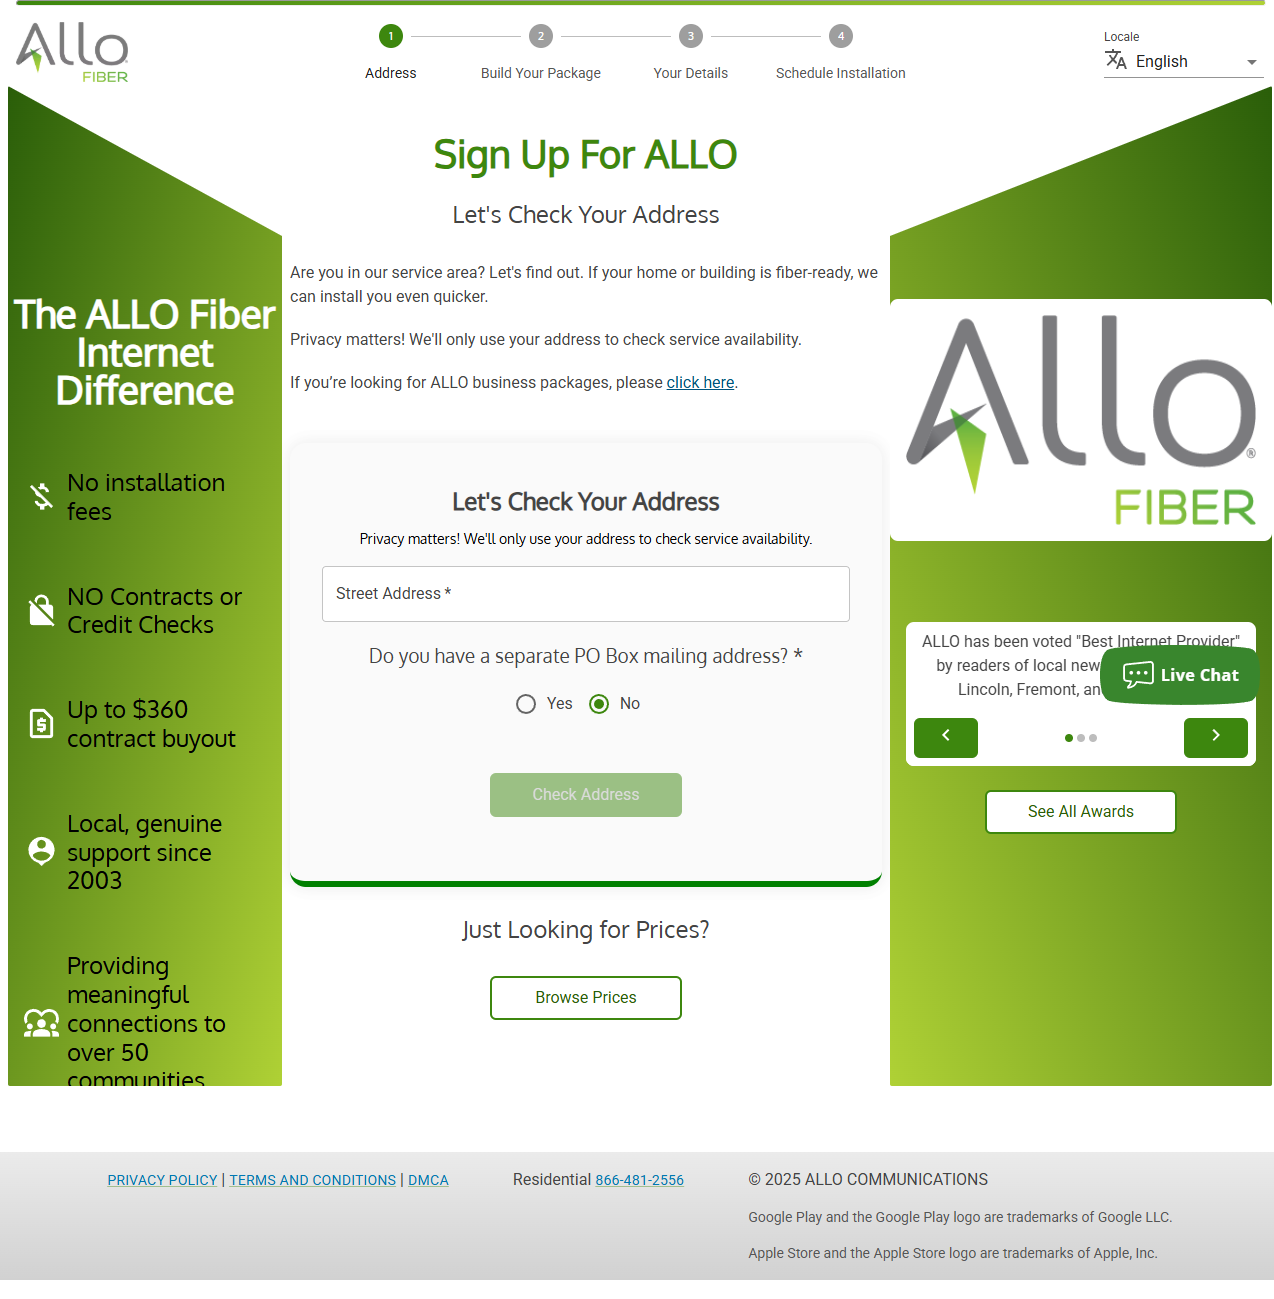 Allo
FIBER
1
2
3
4
Address
Build Your Package
Your Details
Schedule Installation
Locale
English
Sign Up For ALLO
Let's Check Your Address
Are you in our service area? Let's find out. If your home or building is fiber-ready, we
can install you even quicker.
Privacy matters! We'll only use your address to check service availability.
If you’re looking for ALLO business packages, please click here.
The ALLO Fiber
Internet
Difference
No installation
fees
NO Contracts or
Credit Checks
Up to $360
contract buyout
Local, genuine
support since
2003
Providing
meaningful
connections to
over 50
communities
Let's Check Your Address
Privacy matters! We'll only use your address to check service availability.
Street Address *
Do you have a separate PO Box mailing address? *
Yes
No
Check Address
Just Looking for Prices?
Browse Prices
Allo®
FIBER
ALLO has been voted "Best Internet Provider"
by readers of local new
Lincoln, Fremont, an
Live Chat
See All Awards
PRIVACY POLICY | TERMS AND CONDITIONS | DMCA
Residential 866-481-2556
© 2025 ALLO COMMUNICATIONS
Google Play and the Google Play logo are trademarks of Google LLC.
Apple Store and the Apple Store logo are trademarks of Apple, Inc.